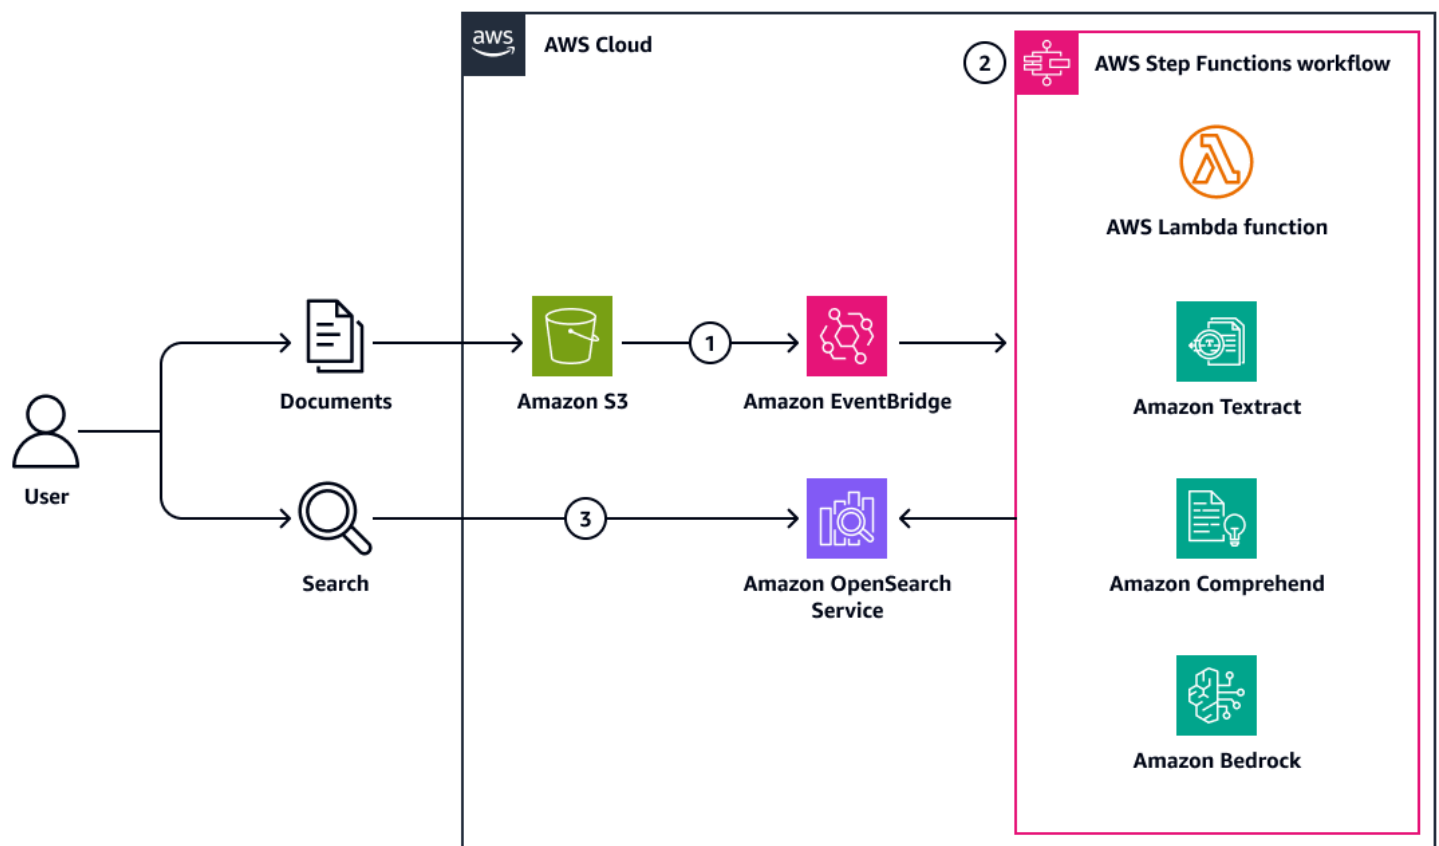 aws
AWS Cloud
2
AWS Step Functions workflow
AWS Lambda function
Documents
Amazon S3
1
Amazon EventBridge
Amazon Textract
User
Search
3
Amazon OpenSearch
Service
Amazon Comprehend
Amazon Bedrock